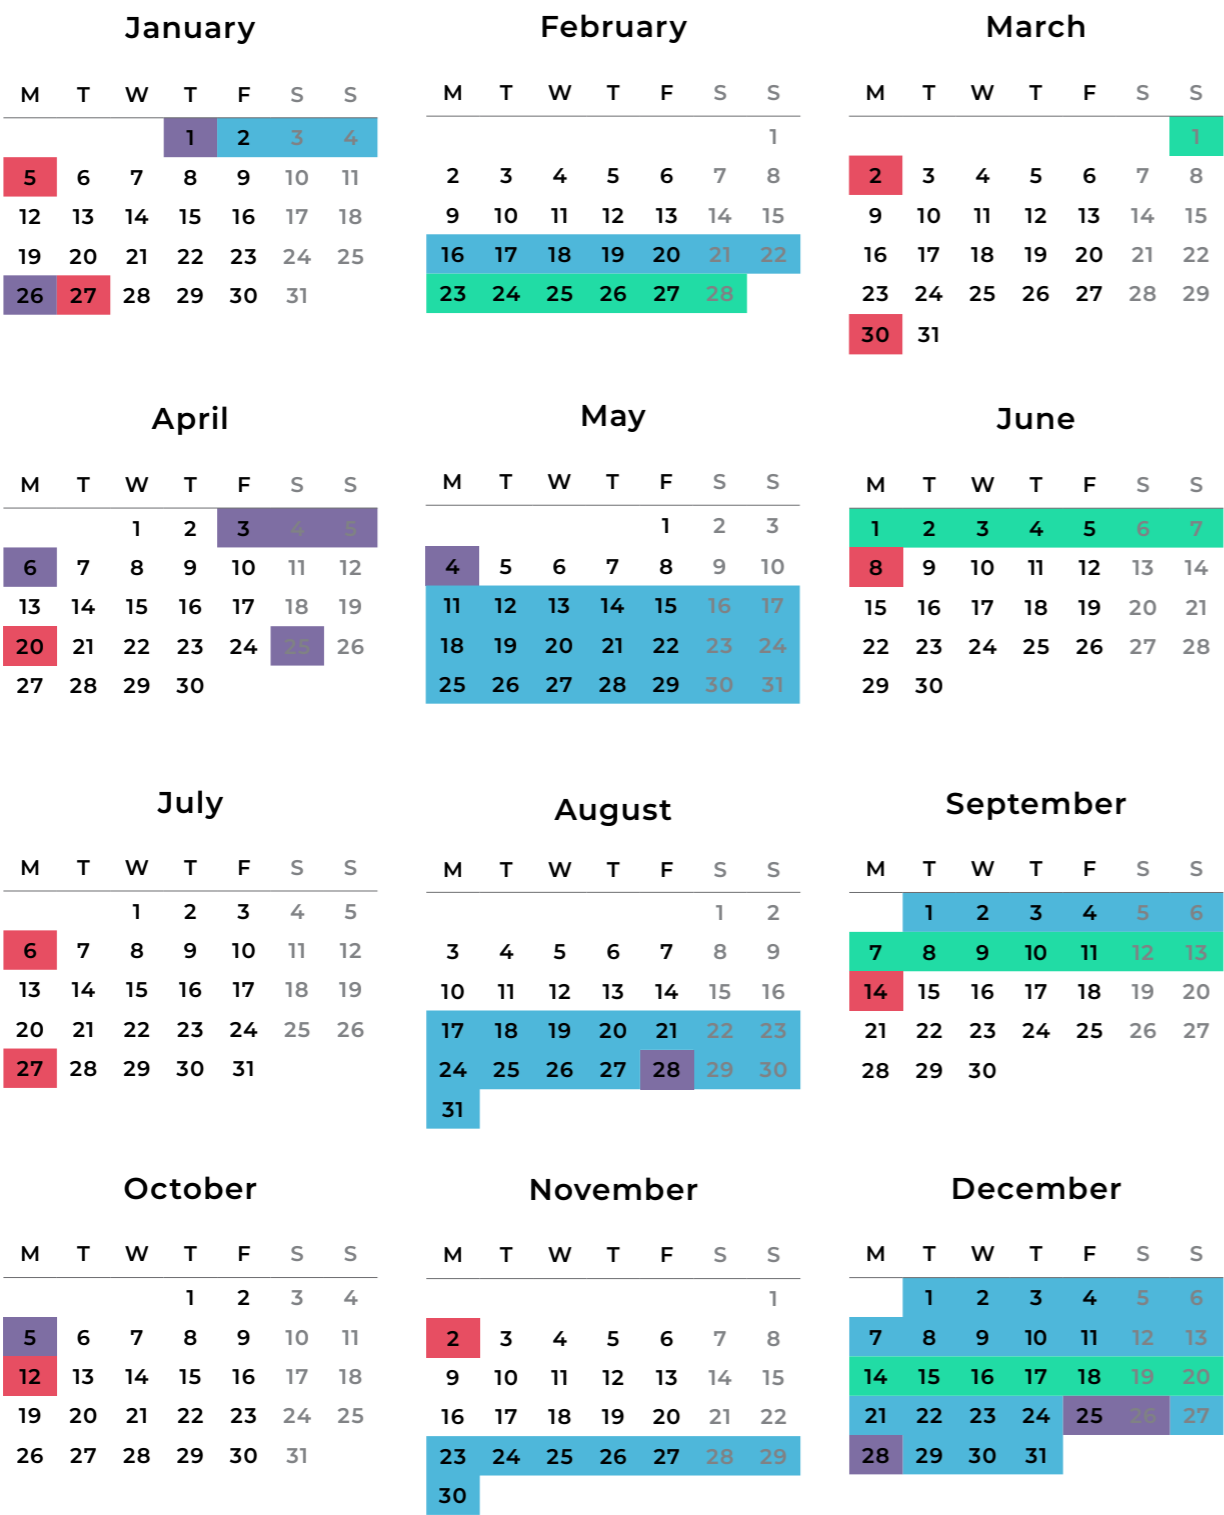 January
M T W T F S S
1 2 3 4
5 6 7 8 9 10 11
12 13 14 15 16 17 18
19 20 21 22 23 24 25
26 27 28 29 30 31
February
M T W T F S S
1
2 3 4 5 6 7 8
9 10 11 12 13 14 15
16 17 18 19 20 21 22
23 24 25 26 27 28
March
M T W T F S S
1
2 3 4 5 6 7 8
9 10 11 12 13 14 15
16 17 18 19 20 21 22
23 24 25 26 27 28 29
30 31
April
M T W T F S S
1 2 3 4 5
6 7 8 9 10 11 12
13 14 15 16 17 18 19
20 21 22 23 24 25 26
27 28 29 30
May
M T W T F S S
1 2 3
4 5 6 7 8 9 10
11 12 13 14 15 16 17
18 19 20 21 22 23 24
25 26 27 28 29 30 31
June
M T W T F S S
1 2 3 4 5 6 7
8 9 10 11 12 13 14
15 16 17 18 19 20 21
22 23 24 25 26 27 28
29 30
July
M T W T F S S
1 2 3 4 5
6 7 8 9 10 11 12
13 14 15 16 17 18 19
20 21 22 23 24 25 26
27 28 29 30 31
August
M T W T F S S
1 2
3 4 5 6 7 8 9
10 11 12 13 14 15 16
17 18 19 20 21 22 23
24 25 26 27 28 29 30
31
September
M T W T F S S
1 2 3 4 5 6
7 8 9 10 11 12 13
14 15 16 17 18 19 20
21 22 23 24 25 26 27
28 29 30
October
M T W T F S S
1 2 3 4
5 6 7 8 9 10 11
12 13 14 15 16 17 18
19 20 21 22 23 24 25
26 27 28 29 30 31
November
M T W T F S S
1
2 3 4 5 6 7 8
9 10 11 12 13 14 15
16 17 18 19 20 21 22
23 24 25 26 27 28 29
30
December
M T W T F S S
1 2 3 4 5 6
7 8 9 10 11 12 13
14 15 16 17 18 19 20
21 22 23 24 25 26 27
28 29 30 31